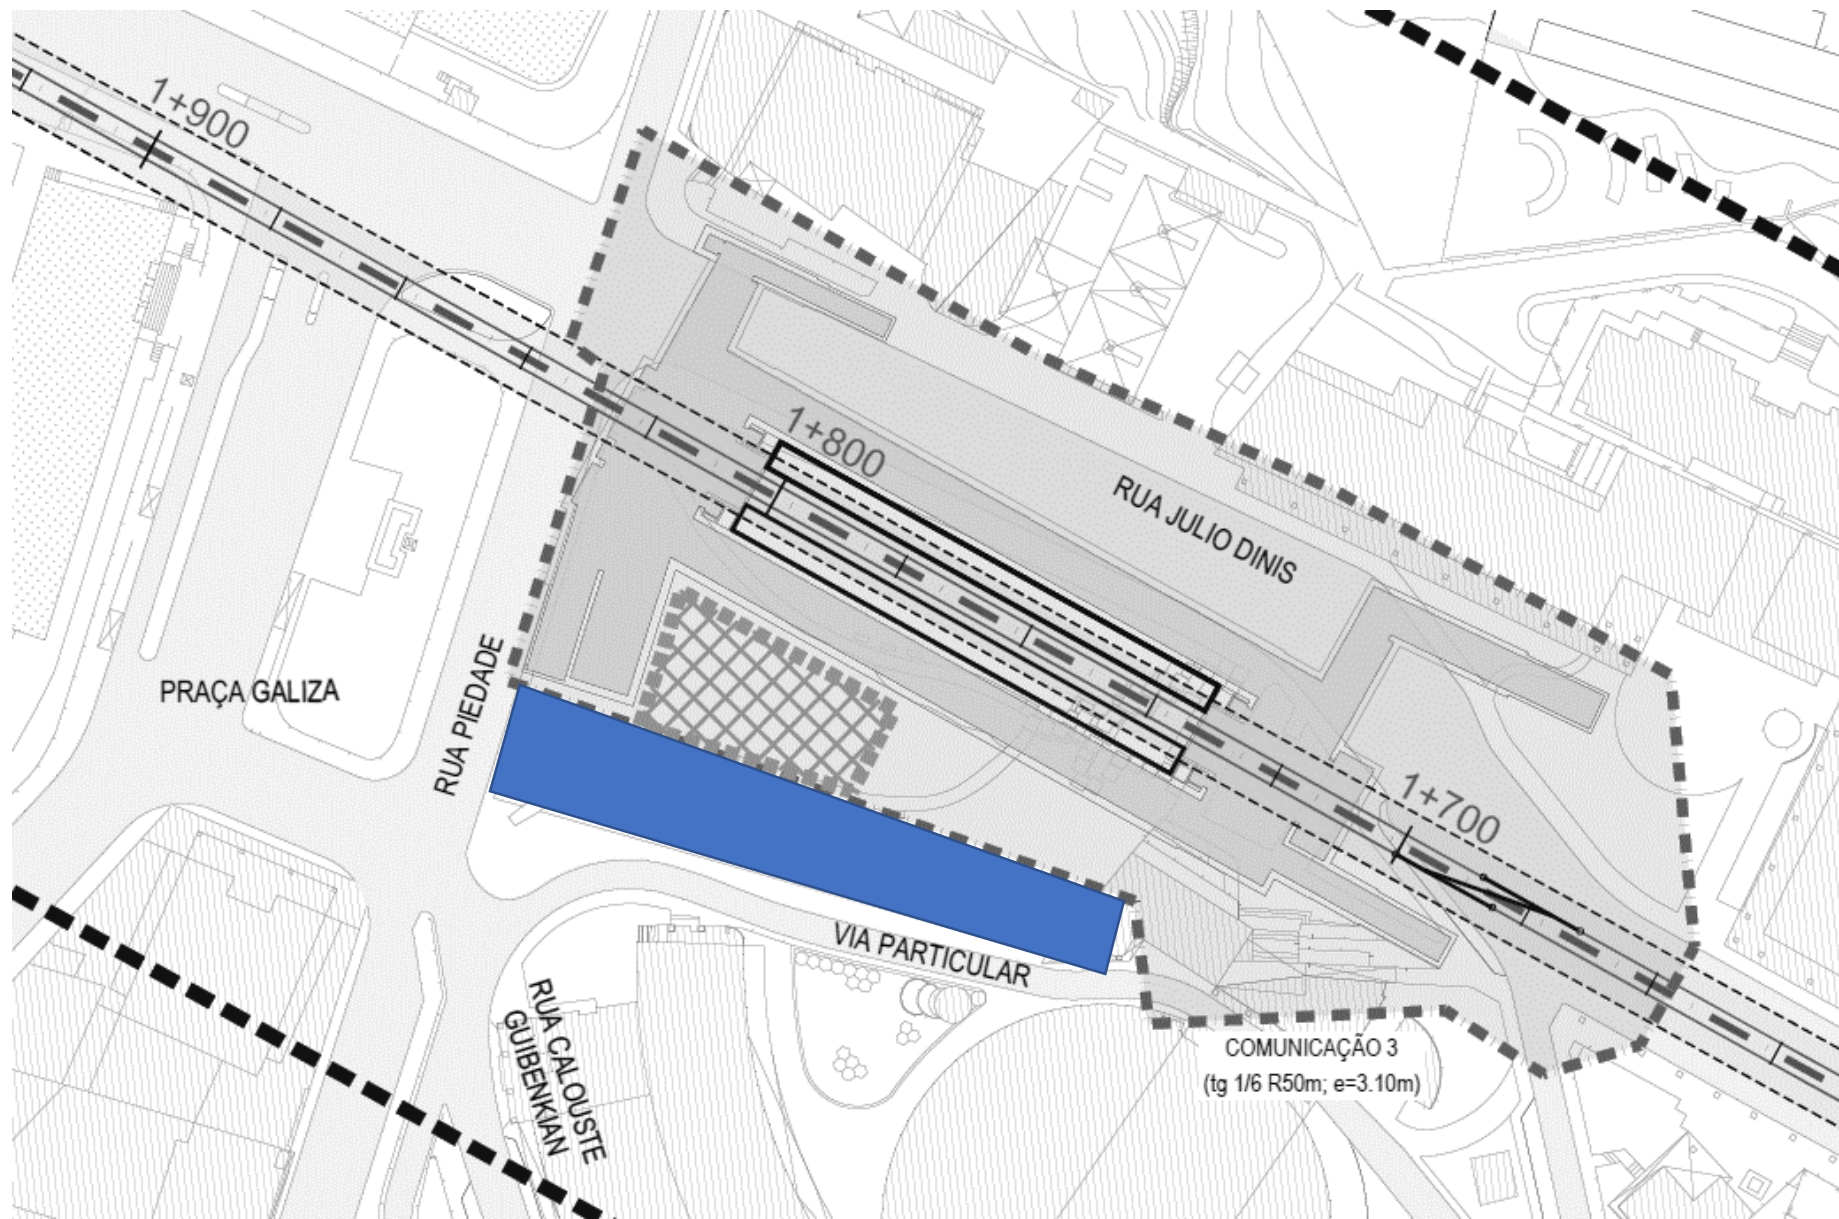 1+900
1+800
RUA JULIO DINIS
PRAÇA GALIZA
RUA PIEDADE
1+700
VIA PARTICULAR
RUA CALOUSTE
GUIBENKIAN
COMUNICAÇÃO 3
(tg 1/6 R50m; e=3.10m)